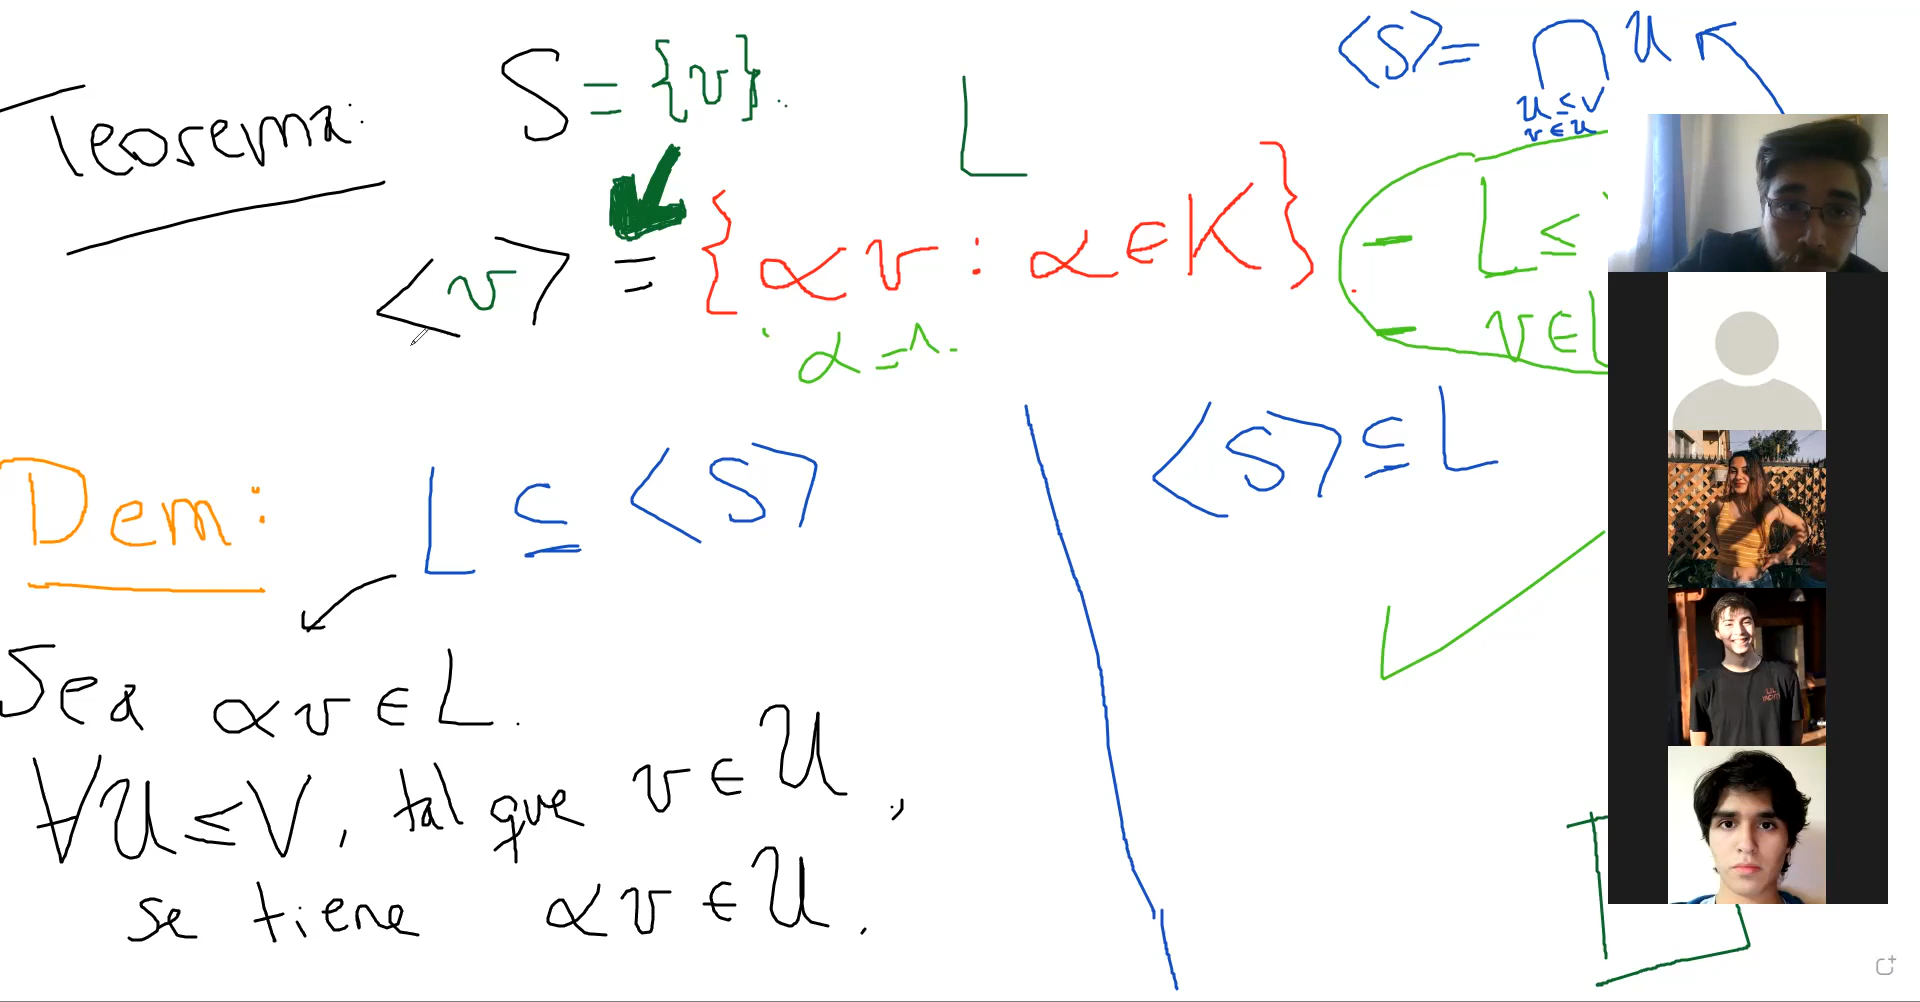 Teorema:
S = {v}.
L
<S> = ∩ U
U ≤ V
v ∈ U
<v> = {αv : α ∈ K}.
α = 1.
- L ≤
- v ∈ L
Dem:
L ⊆ <S>
<S> ⊆ L
Sea αv ∈ L.
∀U ≤ V, tal que v ∈ U,
se tiene αv ∈ U.